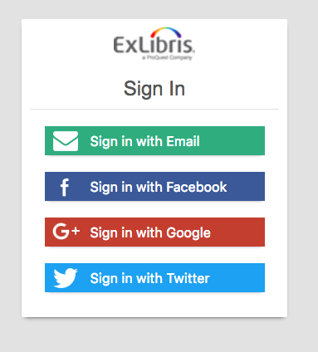 ExLibris
a ProQuest Company
Sign In
Sign in with Email
f Sign in with Facebook
G+ Sign in with Google
Sign in with Twitter